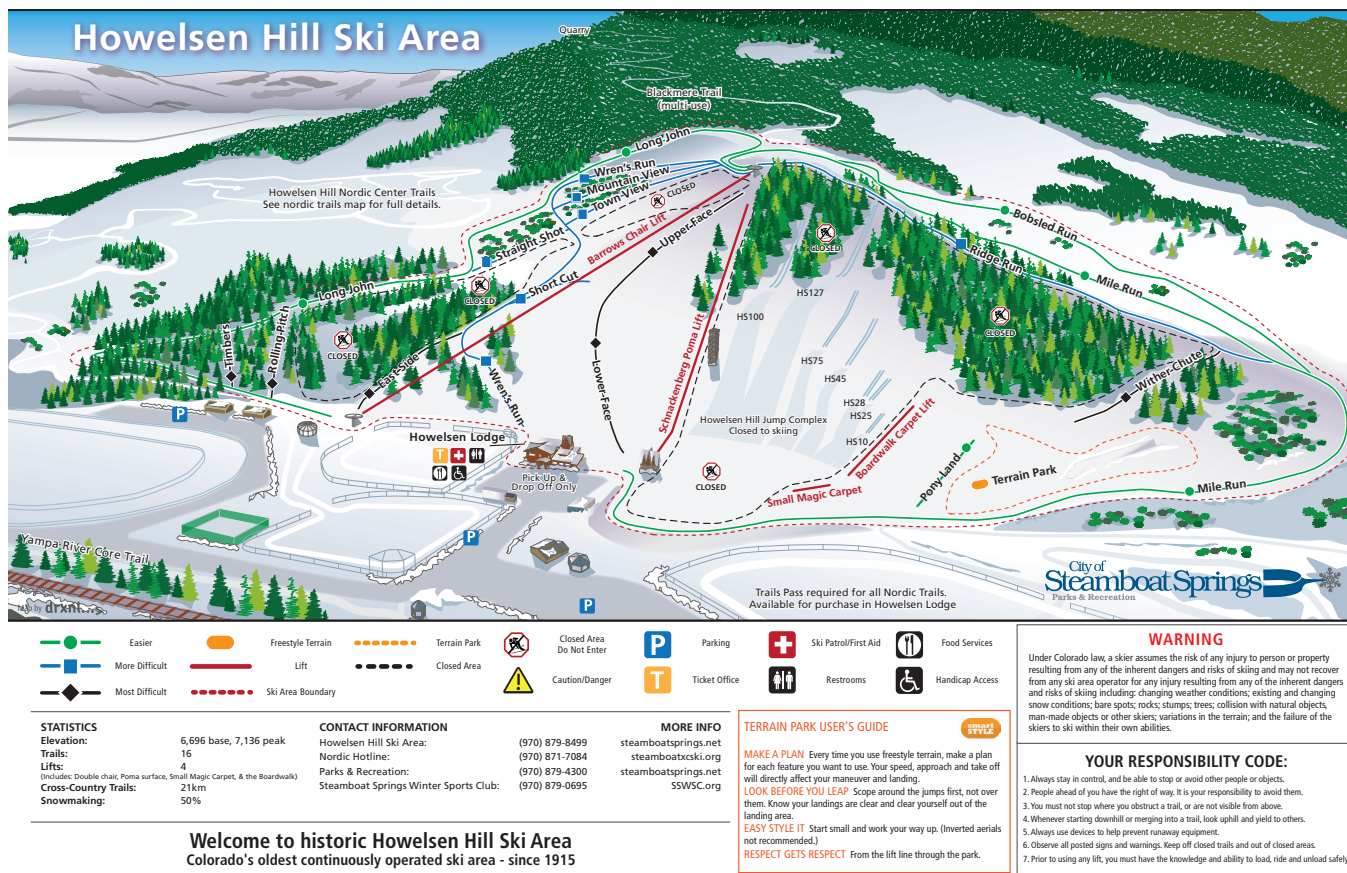 Howelsen Hill Ski Area
Quarry
Blackmere Trail
(multi-use)
Long John
Wren's Run
Mountain View
Town View
CLOSED
Howelsen Hill Nordic Center Trails
See nordic trails map for full details.
Straight Shot
Barrows Chair Lift
Upper-Face
CLOSED
Bobsled Run
Ridge Run
Mile Run
Long John
CLOSED
Short Cut
HS127
HS100
CLOSED
Timbers
Rolling Pitch
CLOSED
East-Side
Wren's Run
Lower-Face
Schnackenberg Poma Lift
HS75
HS45
HS28
HS25
HS10
Wither-Chute
P
Howelsen Lodge
T
Pick Up &
Drop Off Only
Howelsen Hill Jump Complex
Closed to skiing
CLOSED
Boardwalk Carpet Lift
Small Magic Carpet
Pony-Land
Terrain Park
Mile Run
P
Yampa River Core Trail
P
Trails Pass required for all Nordic Trails.
Available for purchase in Howelsen Lodge
City of
Steamboat Springs
Parks & Recreation
Easier
More Difficult
Most Difficult
Freestyle Terrain
Lift
Ski Area Boundary
Terrain Park
Closed Area
Closed Area
Do Not Enter
Caution/Danger
P
Parking
T
Ticket Office
Ski Patrol/First Aid
Restrooms
Food Services
Handicap Access
STATISTICS
Elevation: 6,696 base, 7,136 peak
Trails: 16
Lifts: 4
(Includes: Double chair, Poma surface, Small Magic Carpet, & the Boardwalk)
Cross-Country Trails: 21km
Snowmaking: 50%
CONTACT INFORMATION MORE INFO
Howelsen Hill Ski Area: (970) 879-8499 steamboatsprings.net
Nordic Hotline: (970) 871-7084 steamboatxcski.org
Parks & Recreation: (970) 879-4300 steamboatsprings.net
Steamboat Springs Winter Sports Club: (970) 879-0695 SSWSC.org
Welcome to historic Howelsen Hill Ski Area
Colorado's oldest continuously operated ski area - since 1915
TERRAIN PARK USER'S GUIDE
smart
STYLE
MAKE A PLAN Every time you use freestyle terrain, make a plan
for each feature you want to use. Your speed, approach and take off
will directly affect your maneuver and landing.
LOOK BEFORE YOU LEAP Scope around the jumps first, not over
them. Know your landings are clear and clear yourself out of the
landing area.
EASY STYLE IT Start small and work your way up. (Inverted aerials
not recommended.)
RESPECT GETS RESPECT From the lift line through the park.
WARNING
Under Colorado law, a skier assumes the risk of any injury to person or property
resulting from any of the inherent dangers and risks of skiing and may not recover
from any ski area operator for any injury resulting from any of the inherent dangers
and risks of skiing including: changing weather conditions; existing and changing
snow conditions; bare spots; rocks; stumps; trees; collision with natural objects,
man-made objects or other skiers; variations in the terrain; and the failure of the
skiers to ski within their own abilities.
YOUR RESPONSIBILITY CODE:
1. Always stay in control, and be able to stop or avoid other people or objects.
2. People ahead of you have the right of way. It is your responsibility to avoid them.
3. You must not stop where you obstruct a trail, or are not visible from above.
4. Whenever starting downhill or merging into a trail, look uphill and yield to others.
5. Always use devices to help prevent runaway equipment.
6. Observe all posted signs and warnings. Keep off closed trails and out of closed areas.
7. Prior to using any lift, you must have the knowledge and ability to load, ride and unload safely